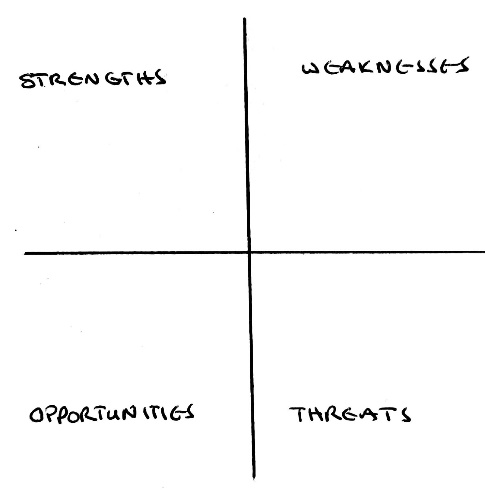 STRENGTHS
WEAKNESSES
OPPORTUNITIES
THREATS